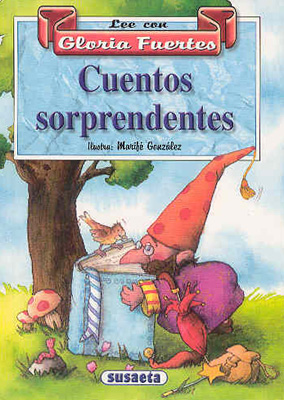 Lee con
Gloria Fuertes
Cuentos
sorprendentes
Ilustra: Marifé González
susaeta